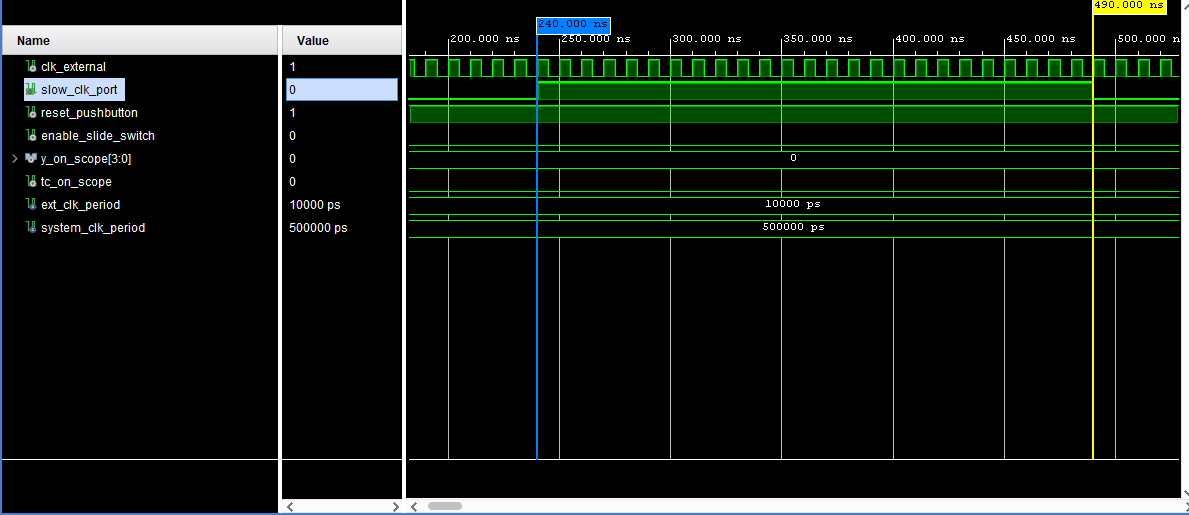 490.000 ns
240.000 ns
Name Value
200.000 ns 250.000 ns 300.000 ns 350.000 ns 400.000 ns 450.000 ns 500.000 ns
clk_external 1
slow_clk_port 0
reset_pushbutton 1
enable_slide_switch 0
y_on_scope[3:0] 0 0
tc_on_scope 0
ext_clk_period 10000 ps 10000 ps
system_clk_period 500000 ps 500000 ps